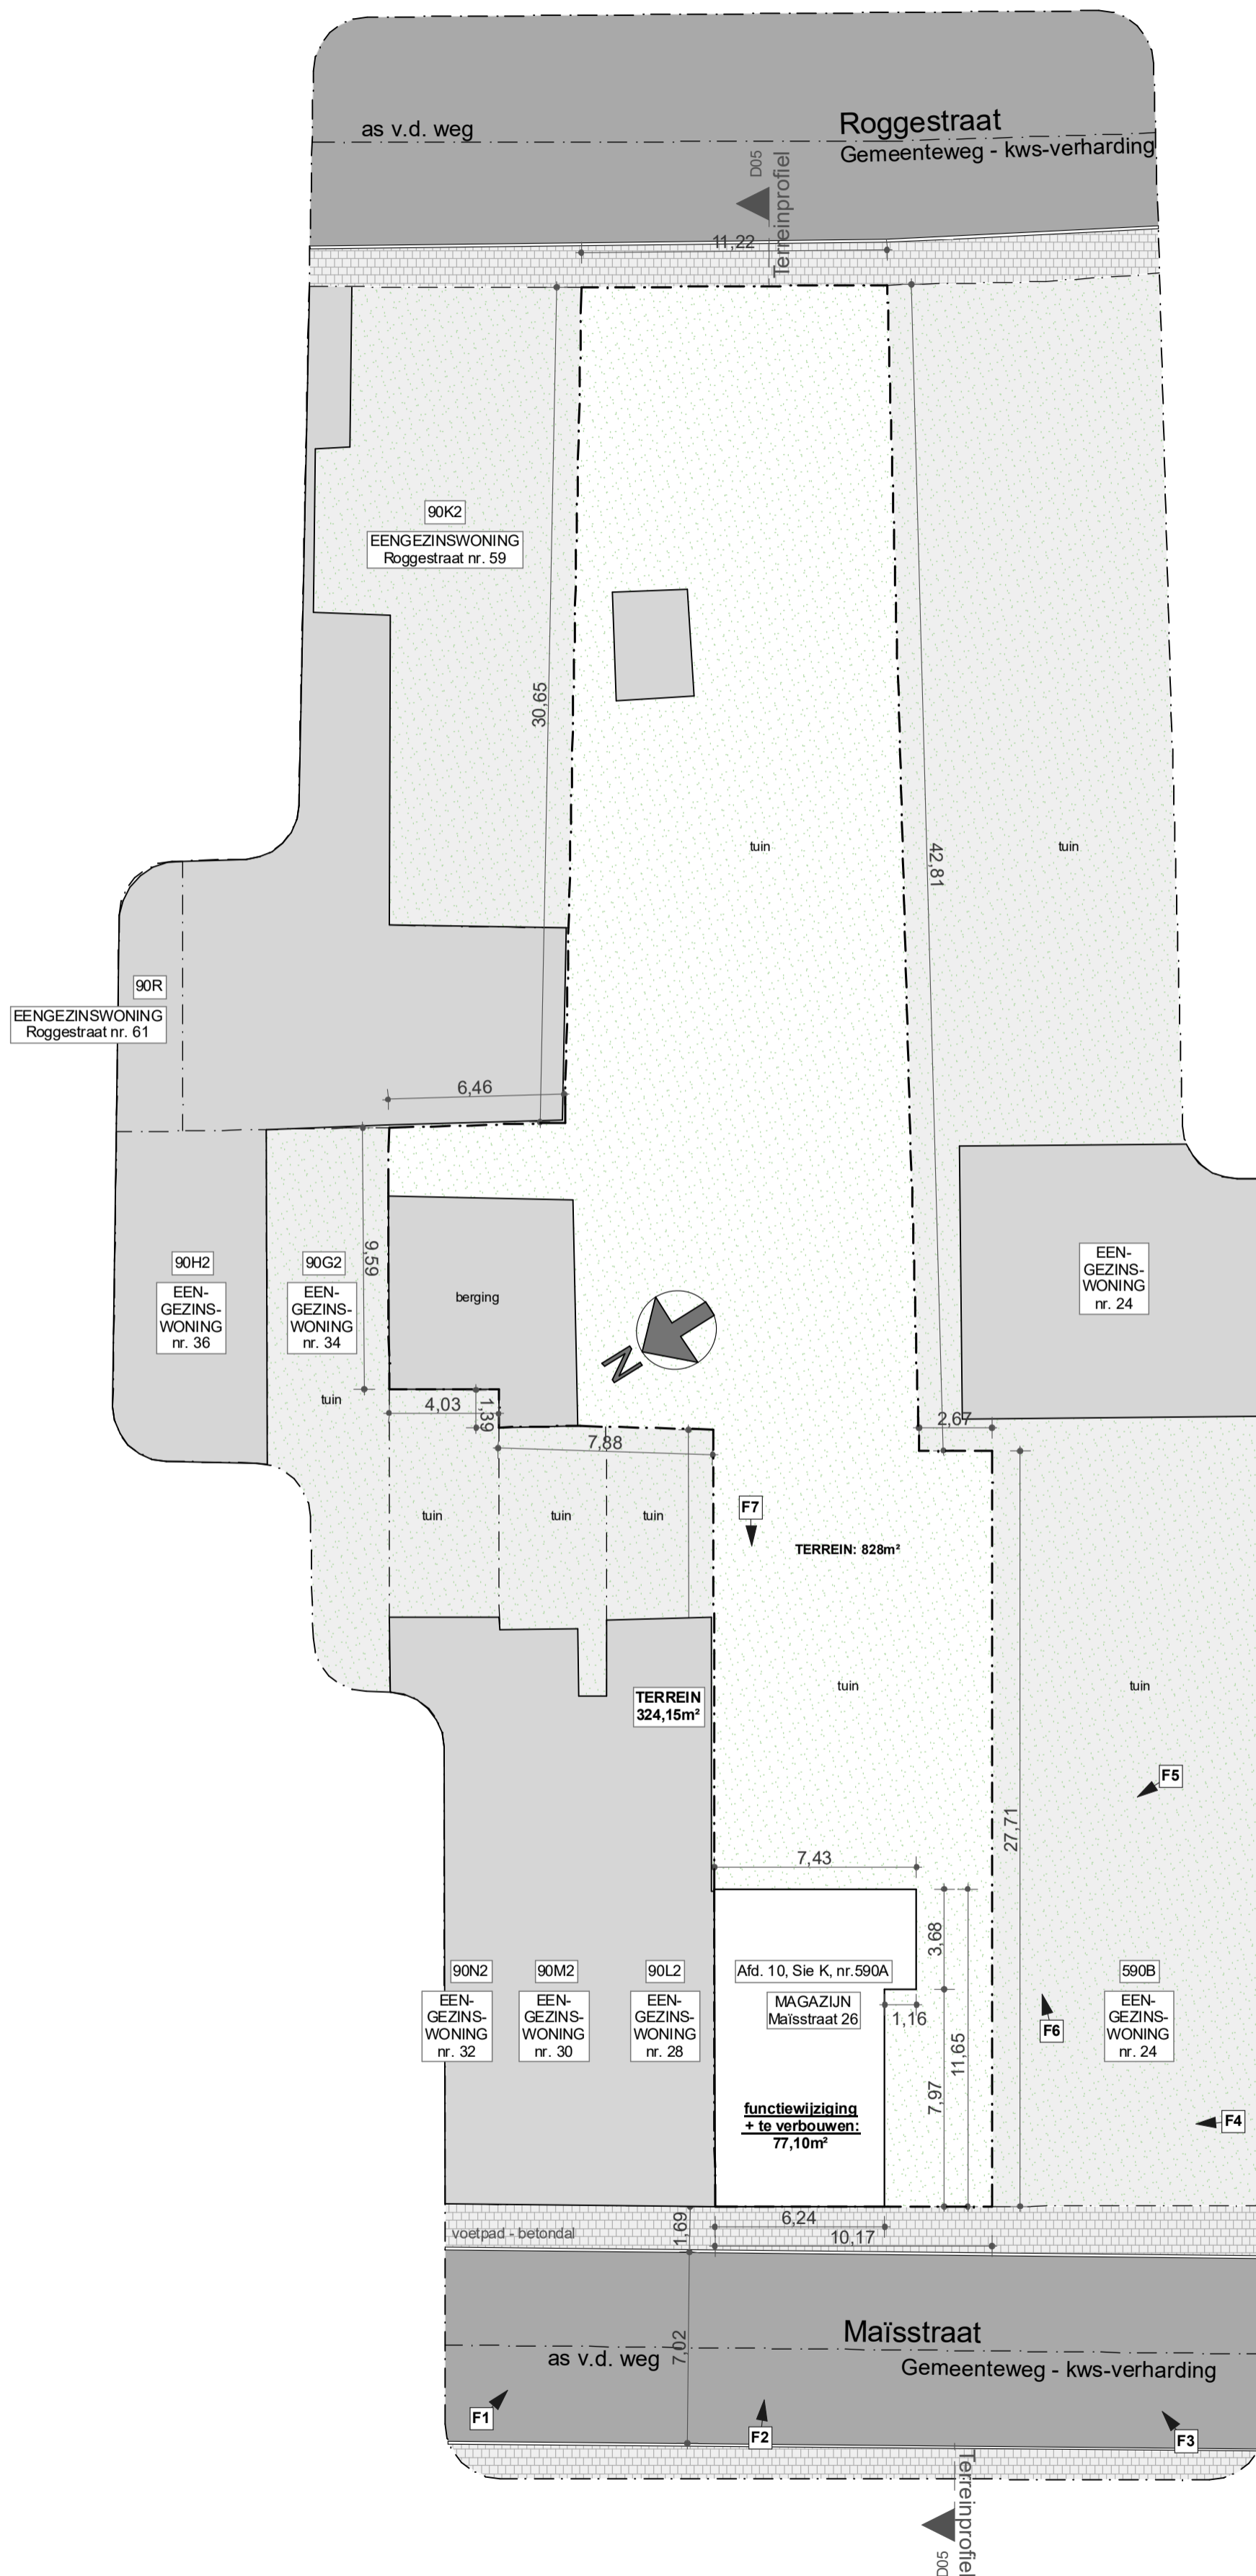 as v.d. weg
Roggestraat
Gemeenteweg - kws-verharding
D05
Terreinprofiel
11,22
90K2
EENGEZINSWONING
Roggestraat nr. 59
30,65
tuin
tuin
42,81
90R
EENGEZINSWONING
Roggestraat nr. 61
6,46
90H2
EEN-
GEZINS-
WONING
nr. 36
90G2
EEN-
GEZINS-
WONING
nr. 34
9,59
berging
N
EEN-
GEZINS-
WONING
nr. 24
tuin
4,03
1,39
7,88
2,67
tuin
tuin
tuin
F7
TERREIN: 828m²
TERREIN
324,15m²
tuin
tuin
F5
27,71
7,43
3,68
90N2
EEN-
GEZINS-
WONING
nr. 32
90M2
EEN-
GEZINS-
WONING
nr. 30
90L2
EEN-
GEZINS-
WONING
nr. 28
Afd. 10, Sie K, nr.590A
MAGAZIJN
Maïsstraat 26
1,16
11,65
7,97
F6
590B
EEN-
GEZINS-
WONING
nr. 24
functiewijziging
+ te verbouwen:
77,10m²
F4
voetpad - betondal
1,69
6,24
10,17
Maïsstraat
as v.d. weg
7,02
Gemeenteweg - kws-verharding
F1
F2
F3
Terreinprofiel
D05